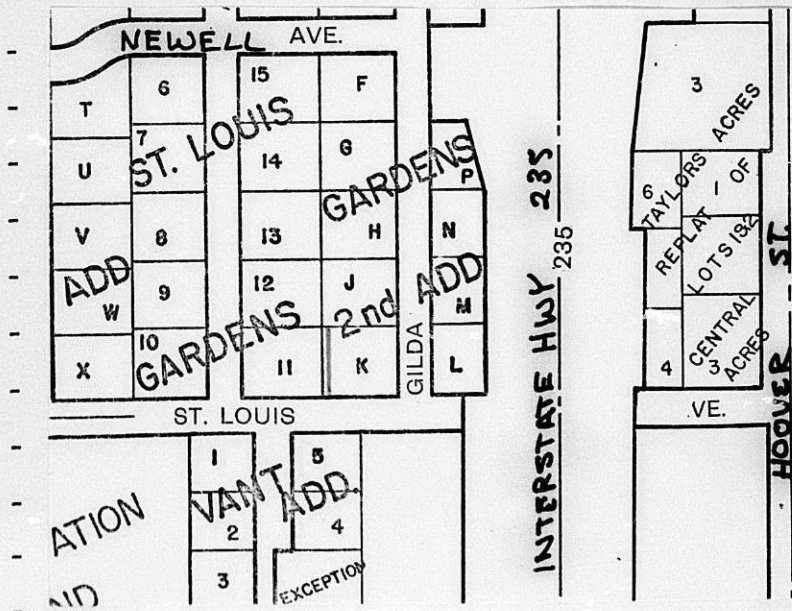 NEWELL AVE.
T
U
V
W
X
6
7
8
9
10
15
14
13
12
11
F
G
H
J
K
P
N
M
L
ST. LOUIS
GARDENS
ADD
GARDENS
2nd ADD
GILDA
ST. LOUIS
INTERSTATE HWY 235
235
3
ACRES
6
1
4
3
TAYLORS
REPLAT OF
LOTS 1&2
CENTRAL
ACRES
HOOVER ST.
VE.
1
2
3
5
4
VANT ADD.
EXCEPTION
ATION
ND